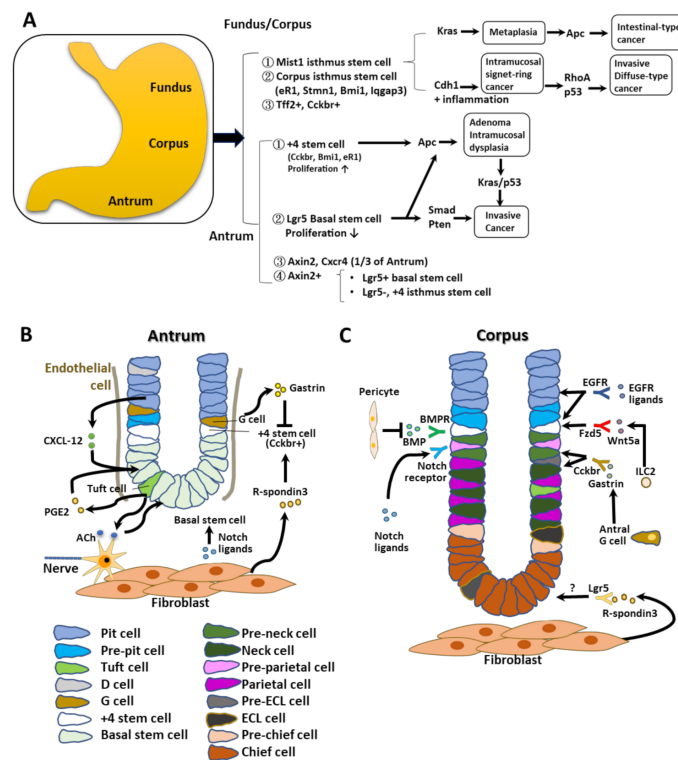 A
Fundus/Corpus
Fundus
Corpus
Antrum
① Mist1 isthmus stem cell
② Corpus isthmus stem cell
(eR1, Stmn1, Bmi1, Iqgap3)
③ Tff2+, Cckbr+
Kras
Metaplasia
Apc
Intestinal-type
cancer
Cdh1
+ inflammation
Intramucosal
signet-ring
cancer
RhoA
p53
Invasive
Diffuse-type
cancer
Antrum
① +4 stem cell
(Cckbr, Bmi1, eR1)
Proliferation ↑
Apc
Adenoma
Intramucosal
dysplasia
Kras/p53
② Lgr5 Basal stem cell
Proliferation ↓
Smad
Pten
Invasive
Cancer
③ Axin2, Cxcr4 (1/3 of Antrum)
④ Axin2+
• Lgr5+ basal stem cell
• Lgr5-, +4 isthmus stem cell
B
Antrum
Endothelial
cell
CXCL-12
Tuft cell
PGE2
ACh
Nerve
Basal stem cell
Notch
ligands
Fibroblast
G cell
Gastrin
+4 stem cell
(Cckbr+)
R-spondin3
C
Corpus
Pericyte
BMPR
BMP
Notch
receptor
Notch
ligands
EGFR
EGFR
ligands
Fzd5
Wnt5a
Cckbr
Gastrin
ILC2
Antral
G cell
?
Lgr5
R-spondin3
Fibroblast
Pit cell
Pre-pit cell
Tuft cell
D cell
G cell
+4 stem cell
Basal stem cell
Pre-neck cell
Neck cell
Pre-parietal cell
Parietal cell
Pre-ECL cell
ECL cell
Pre-chief cell
Chief cell